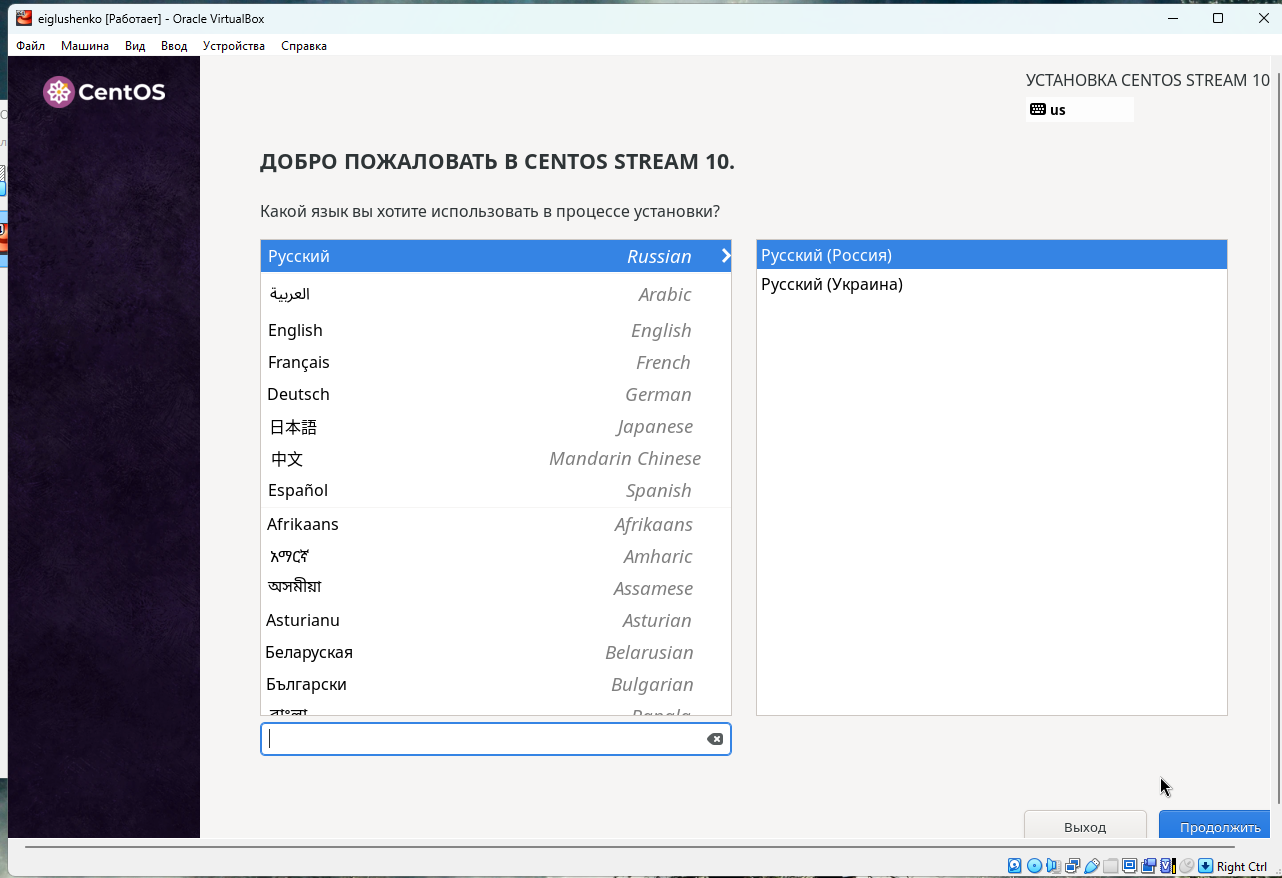 eiglushenko [Работает] - Oracle VirtualBox
Файл Машина Вид Ввод Устройства Справка
CentOS
УСТАНОВКА CENTOS STREAM 10
us
ДОБРО ПОЖАЛОВАТЬ В CENTOS STREAM 10.
Какой язык вы хотите использовать в процессе установки?
Русский Russian
العربية Arabic
English English
Français French
Deutsch German
日本語 Japanese
中文 Mandarin Chinese
Español Spanish
Afrikaans Afrikaans
አማርኛ Amharic
অসমীয়া Assamese
Asturianu Asturian
Беларуская Belarusian
Български Bulgarian
বাংলা Bangla
Русский (Россия)
Русский (Украина)
Выход Продолжить
Right Ctrl